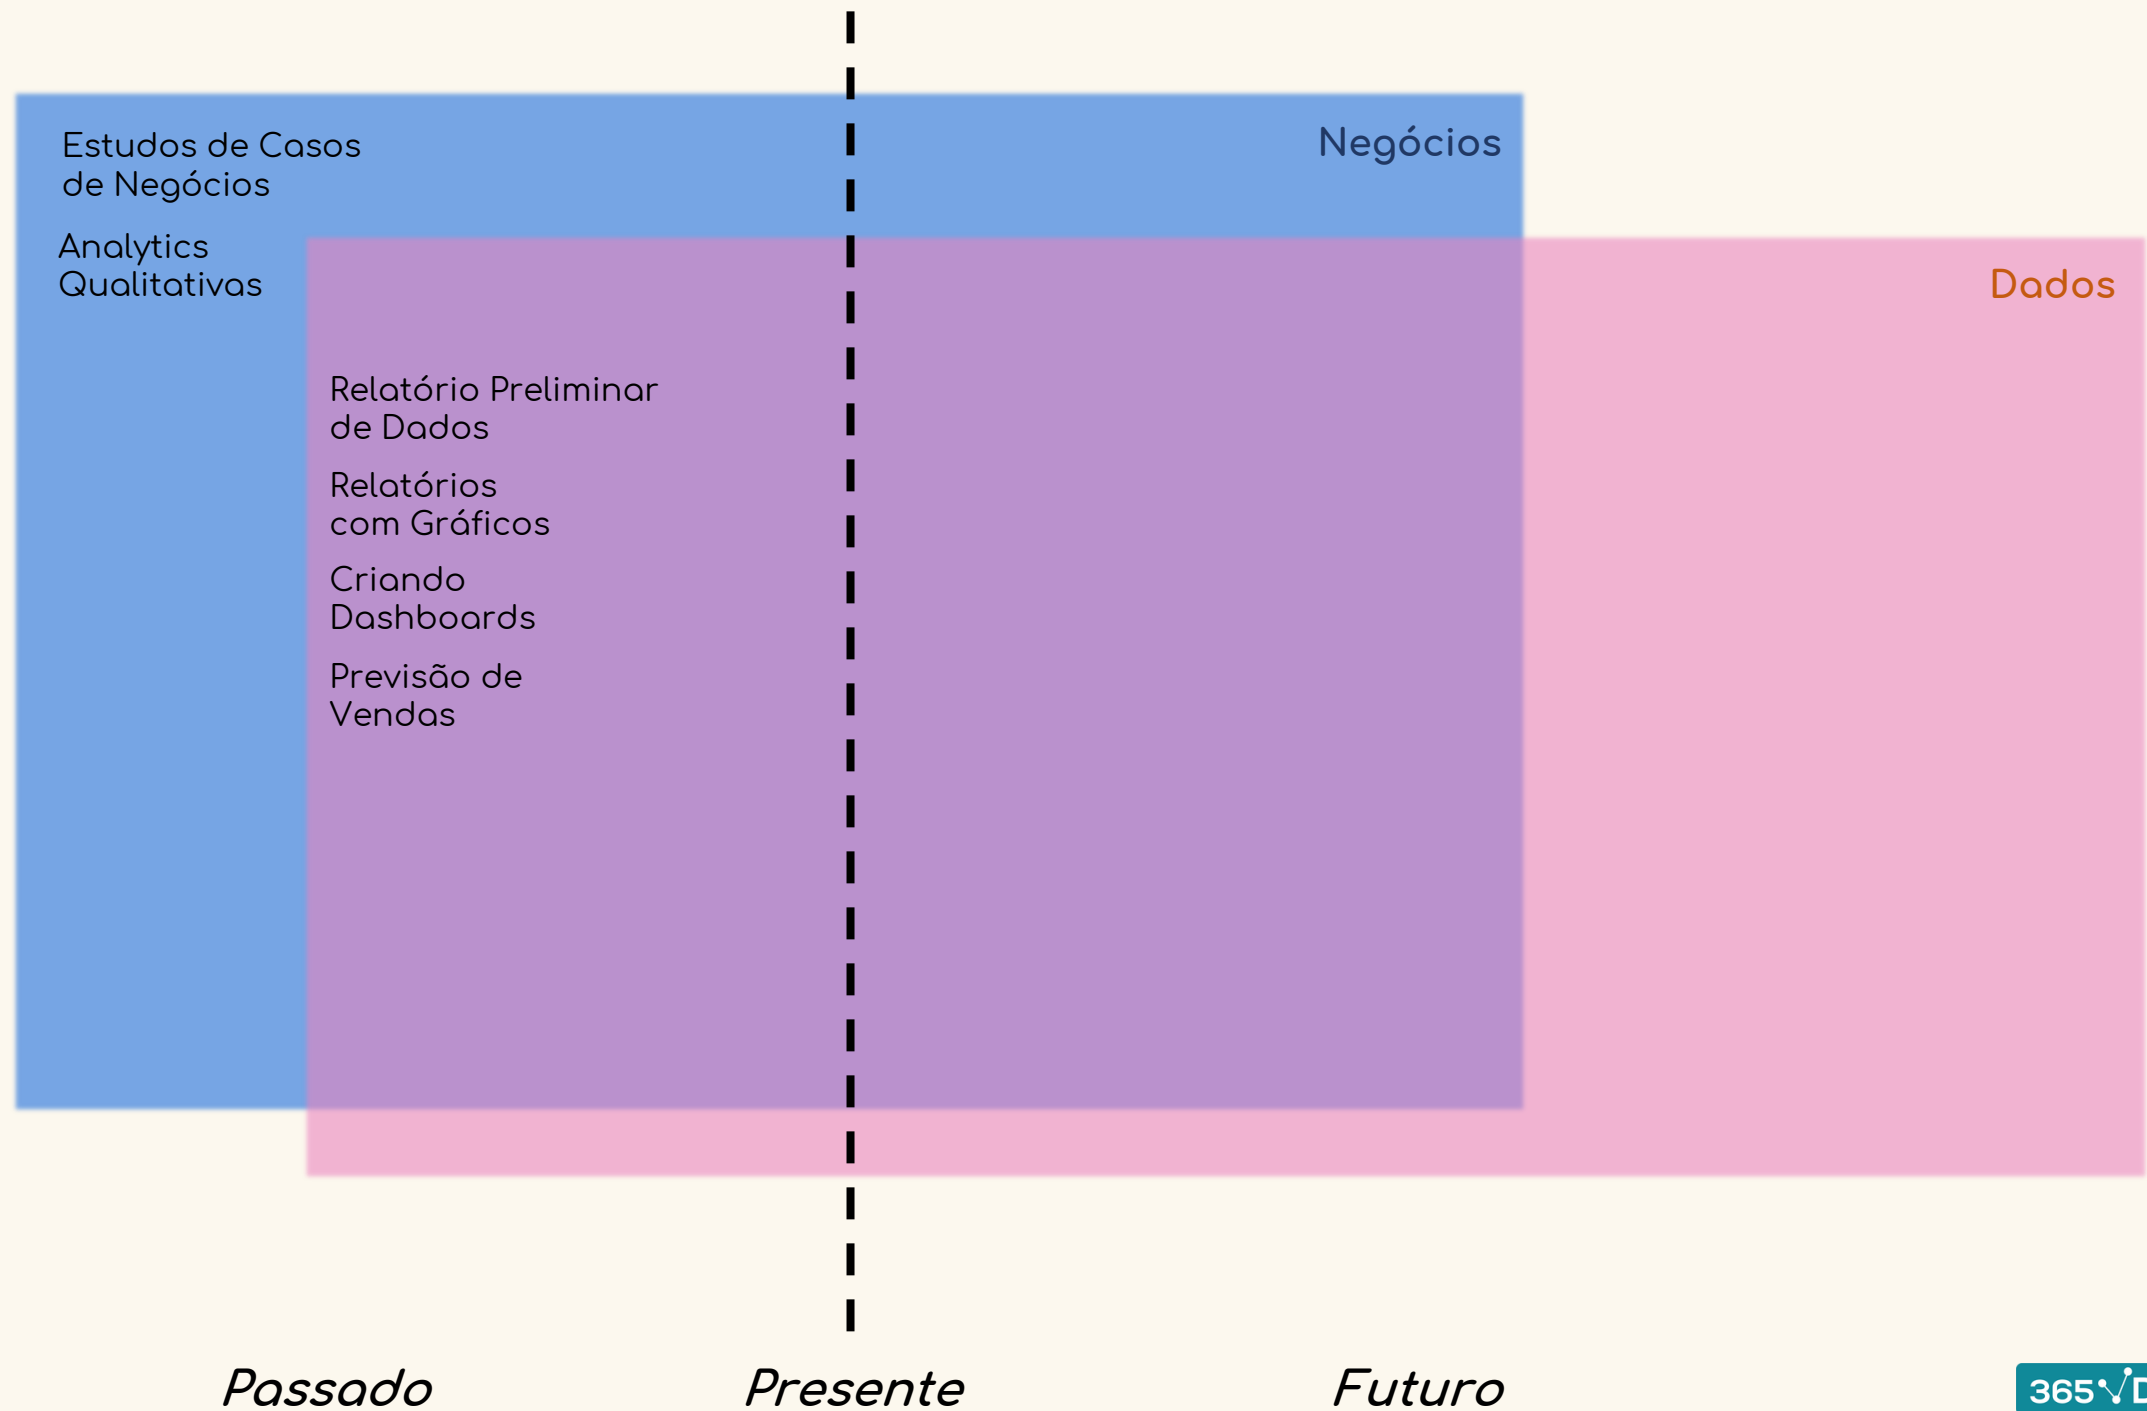 Estudos de Casos
de Negócios
Negócios
Analytics
Qualitativas
Dados
Relatório Preliminar
de Dados
Relatórios
com Gráficos
Criando
Dashboards
Previsão de
Vendas
Passado
Presente
Futuro
365 D